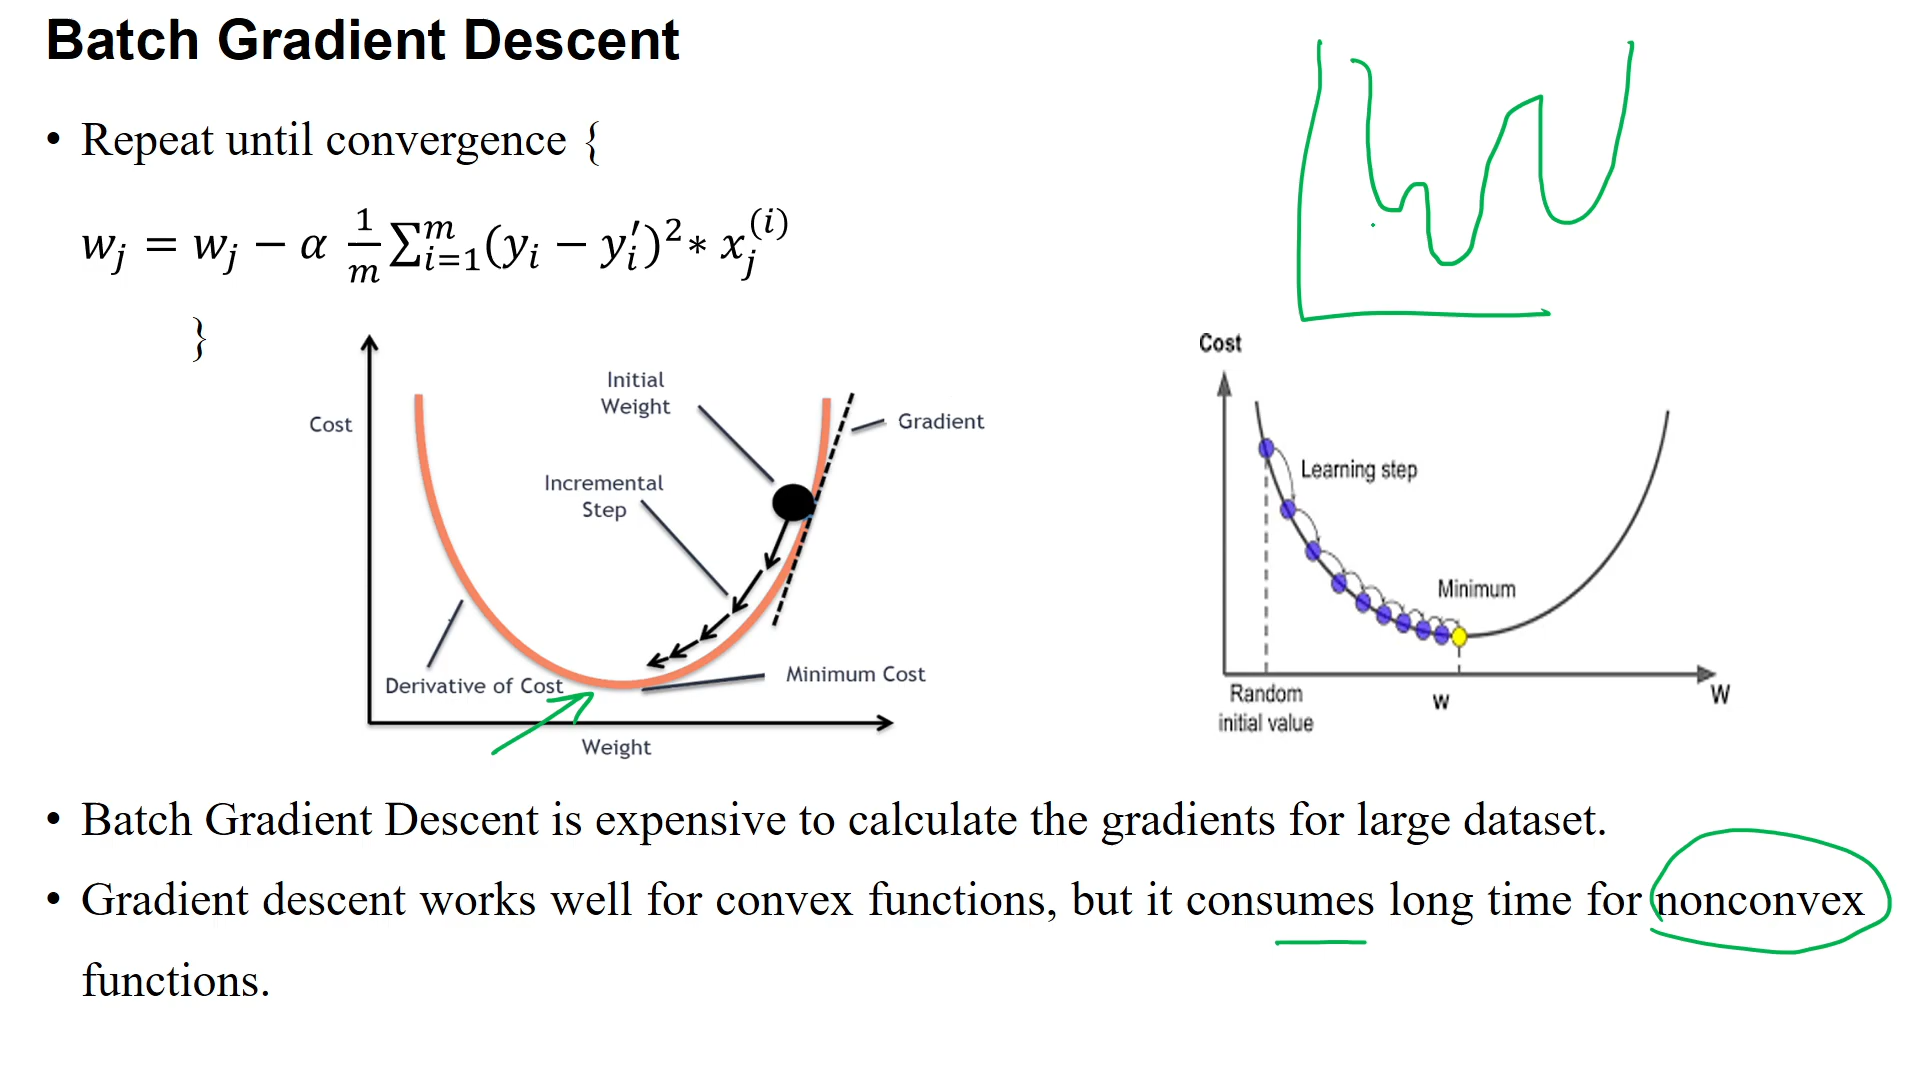 Batch Gradient Descent
• Repeat until convergence {
w_j = w_j − α \frac{1}{m} ∑_{i=1}^{m} (y_i − y_i′)^2 * x_j^{(i)}
}
Cost
Initial
Weight
Gradient
Incremental
Step
Derivative of Cost
Minimum Cost
Weight
Cost
Learning step
Minimum
Random
initial value
w
W
• Batch Gradient Descent is expensive to calculate the gradients for large dataset.
• Gradient descent works well for convex functions, but it consumes long time for nonconvex
functions.